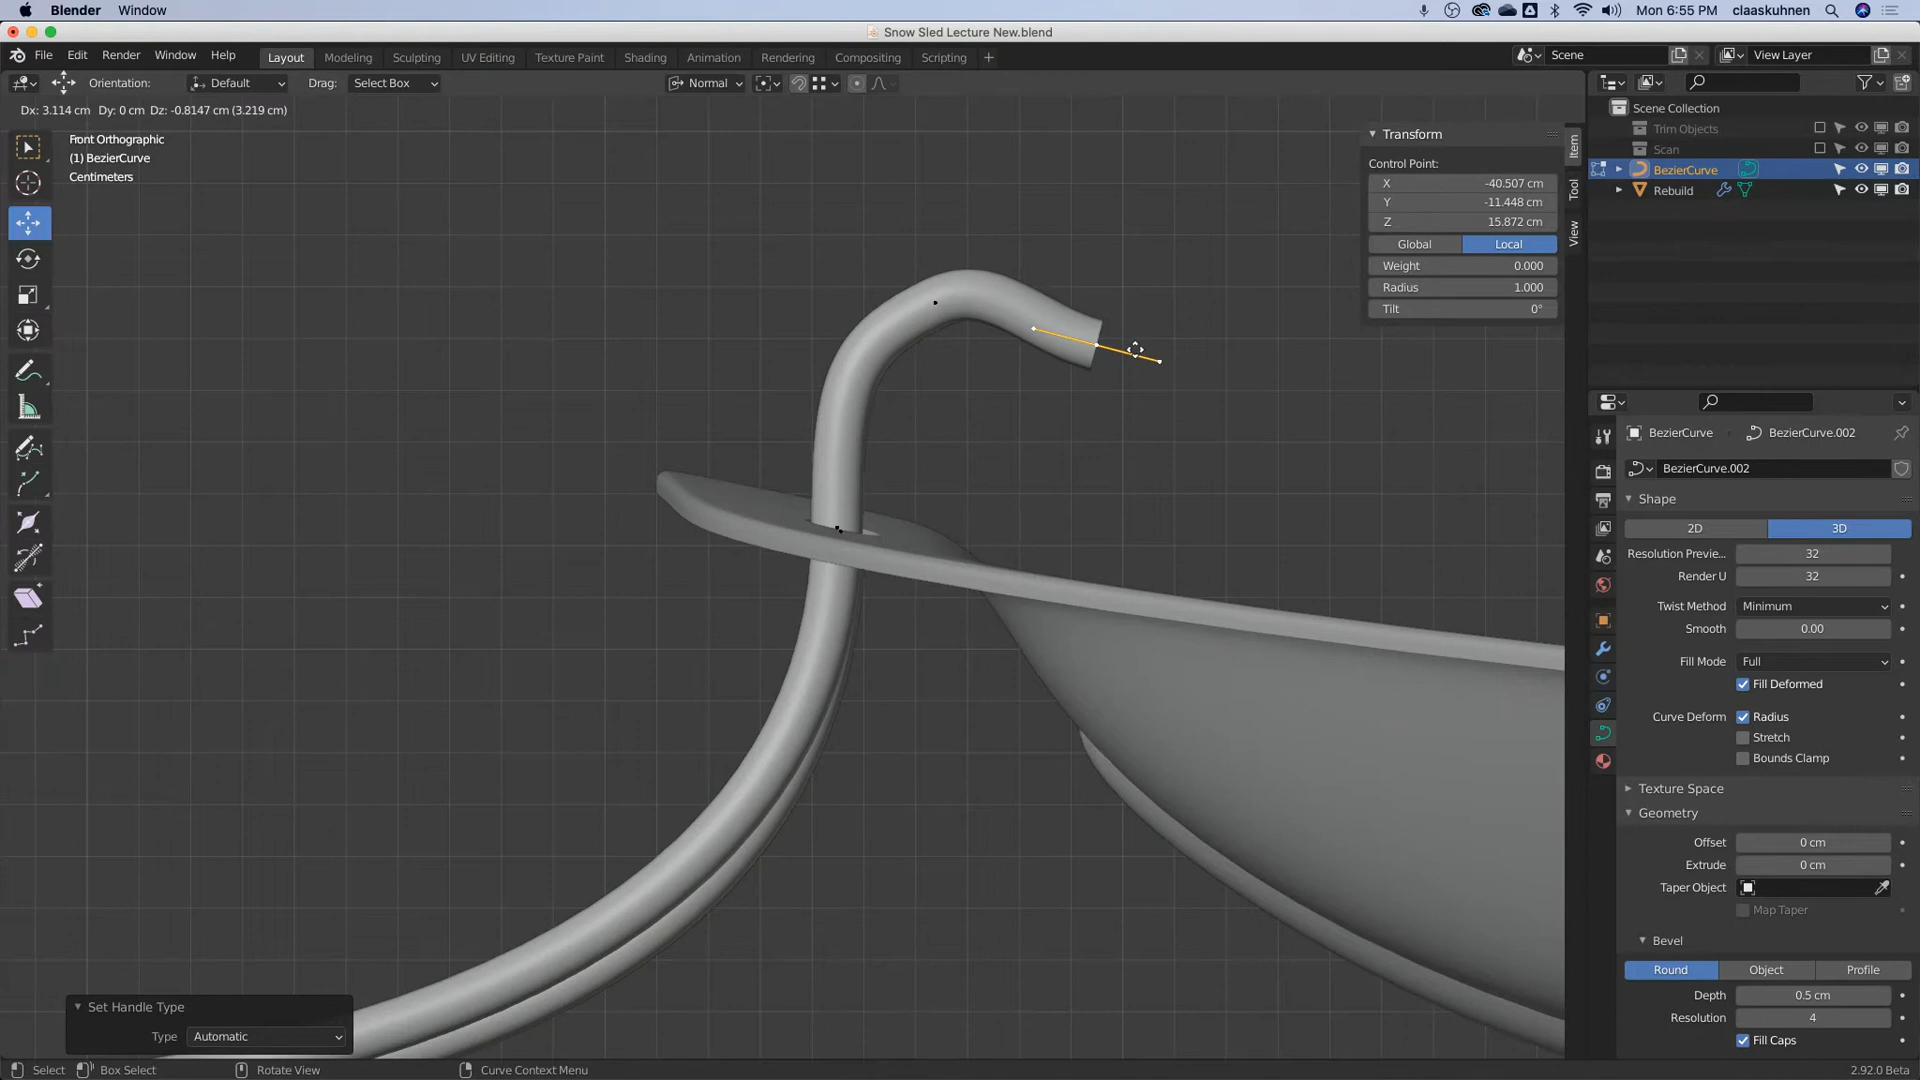 Blender Window Mon 6:55 PM claaskuhnen
Snow Sled Lecture New.blend
File Edit Render Window Help Layout Modeling Sculpting UV Editing Texture Paint Shading Animation Rendering Compositing Scripting + Scene View Layer
Orientation: Default Drag: Select Box Normal
Dx: 3.114 cm Dy: 0 cm Dz: -0.8147 cm (3.219 cm)
Front Orthographic
(1) BezierCurve
Centimeters
Transform
Control Point:
X -40.507 cm
Y -11.448 cm
Z 15.872 cm
Global Local
Weight 0.000
Radius 1.000
Tilt 0°
Item
Tool
View
Scene Collection
Trim Objects
Scan
BezierCurve
Rebuild
BezierCurve BezierCurve.002
BezierCurve.002
Shape
2D 3D
Resolution Previe... 32
Render U 32
Twist Method Minimum
Smooth 0.00
Fill Mode Full
Fill Deformed
Curve Deform Radius
Stretch
Bounds Clamp
Texture Space
Geometry
Offset 0 cm
Extrude 0 cm
Taper Object
Map Taper
Bevel
Round Object Profile
Depth 0.5 cm
Resolution 4
Fill Caps
Set Handle Type
Type Automatic
Select Box Select Rotate View Curve Context Menu 2.92.0 Beta